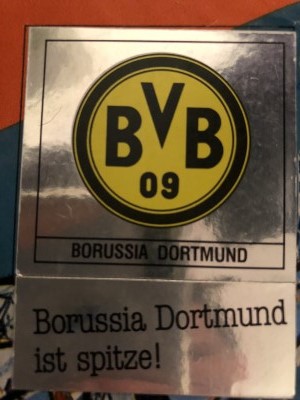 BVB
09
BORUSSIA DORTMUND
Borussia Dortmund
ist spitze!